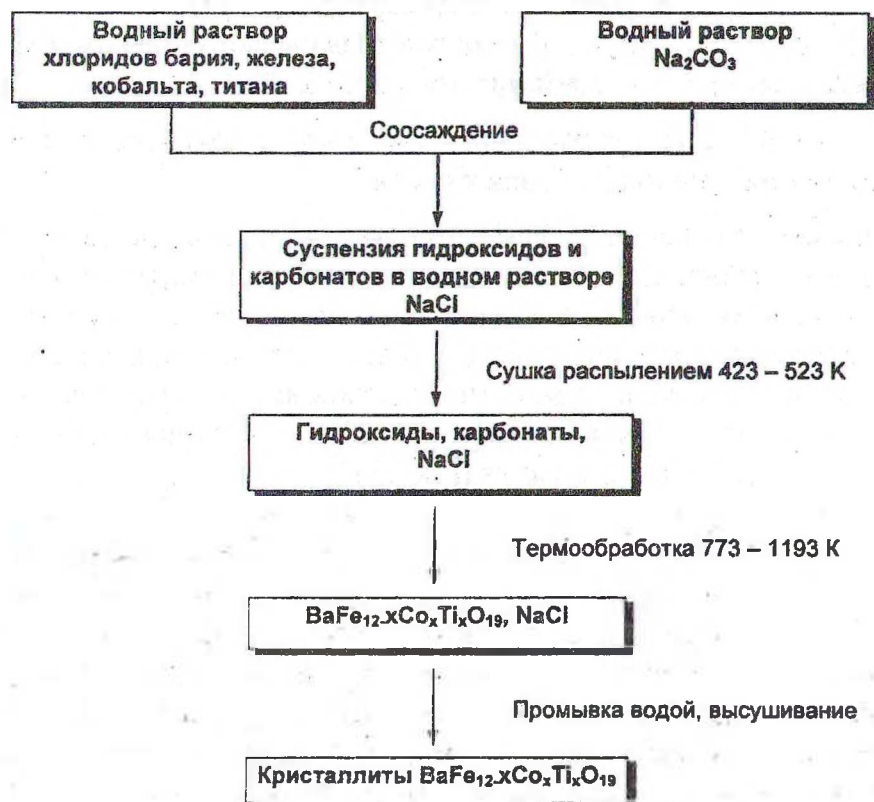 Водный раствор
хлоридов бария, железа,
кобальта, титана
Водный раствор
Na₂CO₃
Соосаждение
Суспензия гидроксидов и
карбонатов в водном растворе
NaCl
Сушка распылением 423 – 523 К
Гидроксиды, карбонаты,
NaCl
Термообработка 773 – 1193 К
BaFe₁₂₋xCoₓTiₓO₁₉, NaCl
Промывка водой, высушивание
Кристаллиты BaFe₁₂₋xCoₓTiₓO₁₉